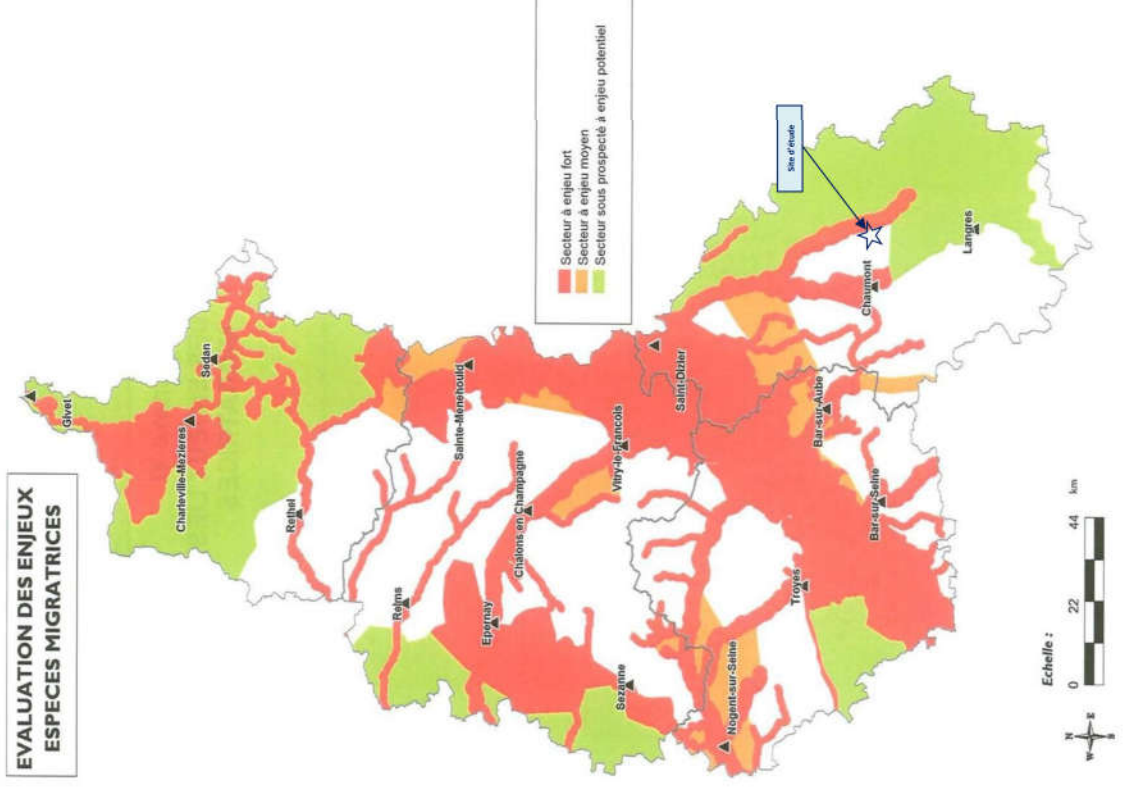 EVALUATION DES ENJEUX
ESPECES MIGRATRICES
Secteur à enjeu fort
Secteur à enjeu moyen
Secteur sous prospecté à enjeu potentiel
Site d'étude
Givet
Charleville-Mézières
Sedan
Rethel
Reims
Sainte-Ménehould
Epernay
Chalons en Champagne
Vitry-le-François
Sezanne
Saint-Dizier
Nogent-sur-Seine
Troyes
Bar-sur-Aube
Bar-sur-Seine
Chaumont
Langres
N
W
E
S
Echelle :
0 22 44
km